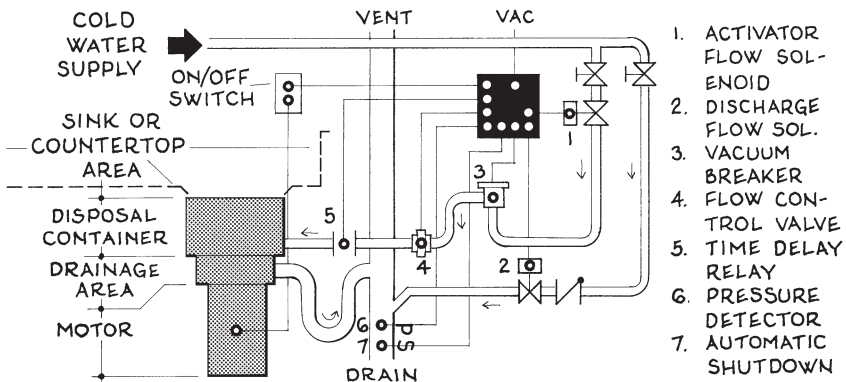 COLD
WATER
SUPPLY
VENT
VAC
ON/OFF
SWITCH
SINK OR
COUNTERTOP
AREA
DISPOSAL
CONTAINER
DRAINAGE
AREA
MOTOR
1
2
3
4
5
6
7
PS
DRAIN
1. ACTIVATOR
FLOW SOL-
ENOID
2. DISCHARGE
FLOW SOL.
3. VACUUM
BREAKER
4. FLOW CON-
TROL VALVE
5. TIME DELAY
RELAY
6. PRESSURE
DETECTOR
7. AUTOMATIC
SHUTDOWN